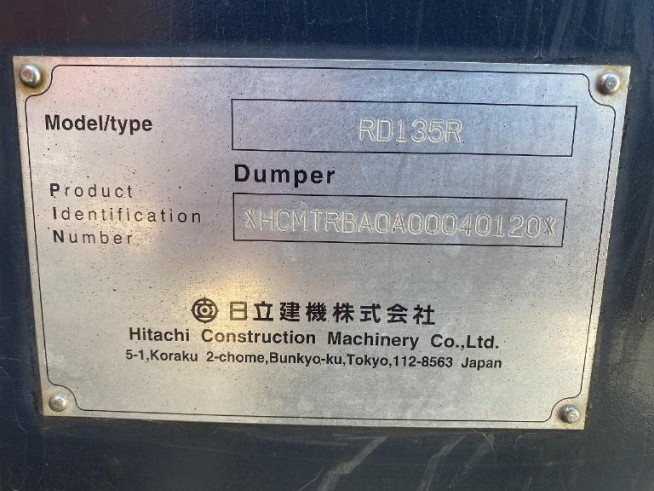 Model/type RD135R
Dumper
Product
Identification *HCMTRBA0A00040120*
Number
日立建機株式会社
Hitachi Construction Machinery Co.,Ltd.
5-1,Koraku 2-chome,Bunkyo-ku,Tokyo,112-8563 Japan